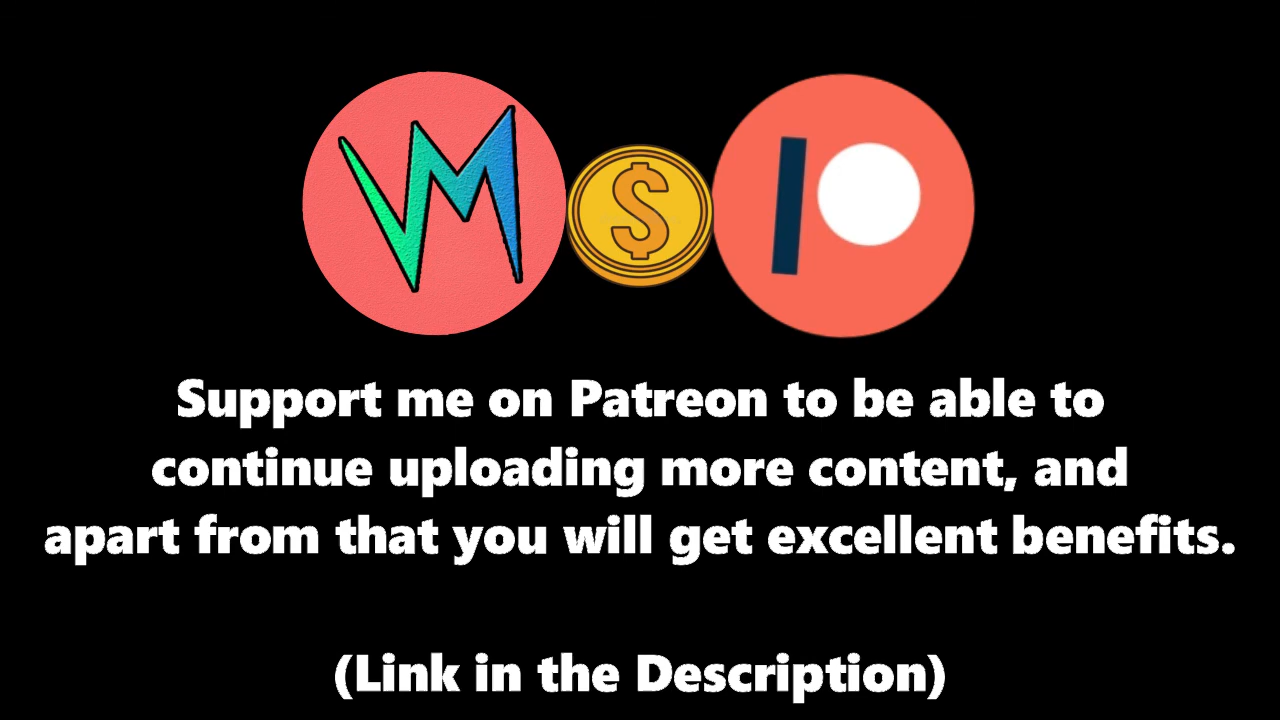 VM
$
Support me on Patreon to be able to
continue uploading more content, and
apart from that you will get excellent benefits.
(Link in the Description)